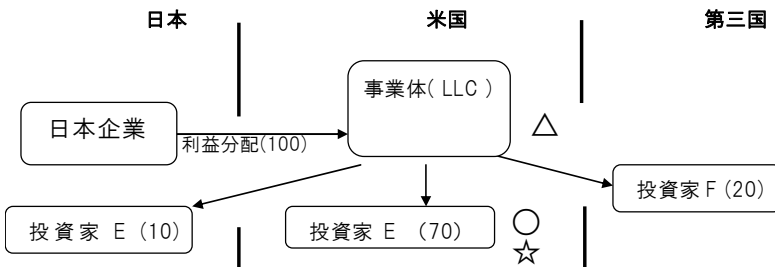 日本 米国 第三国
事業体( LLC )
△
日本企業
利益分配(100)
投資家 F (20)
投 資 家 E (10)
投資家 E (70)
○
☆